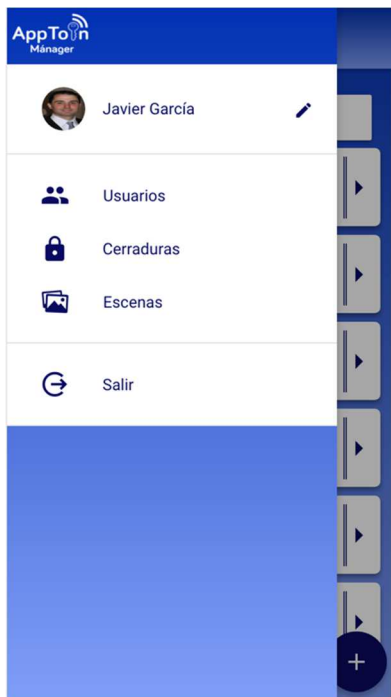 AppToIn
Mánager
Javier García
Usuarios
Cerraduras
Escenas
Salir